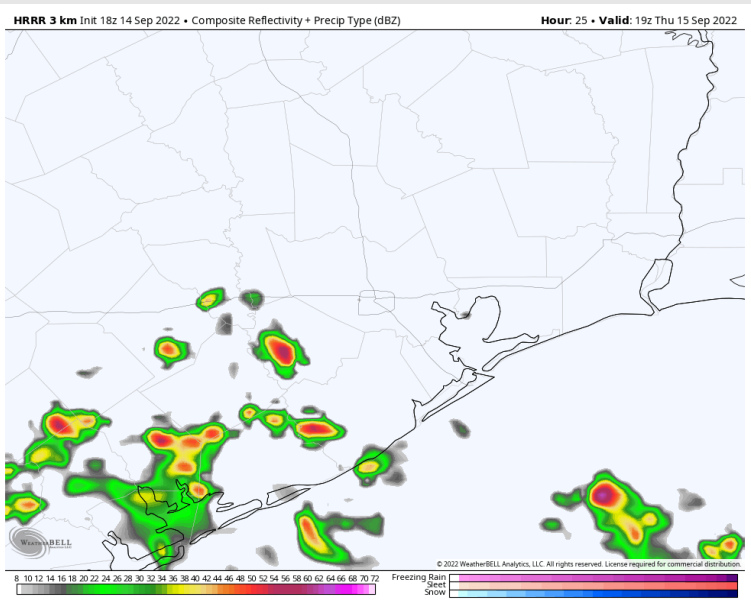 HRRR 3 km Init 18z 14 Sep 2022 • Composite Reflectivity + Precip Type (dBZ) Hour: 25 • Valid: 19z Thu 15 Sep 2022
WEATHERBELL
© 2022 WeatherBELL Analytics, LLC. All rights reserved. License required for commercial distribution.
8 10 12 14 16 18 20 22 24 26 28 30 32 34 36 38 40 42 44 46 48 50 52 54 56 58 60 62 64 66 68 70 72
Freezing Rain
Sleet
Snow